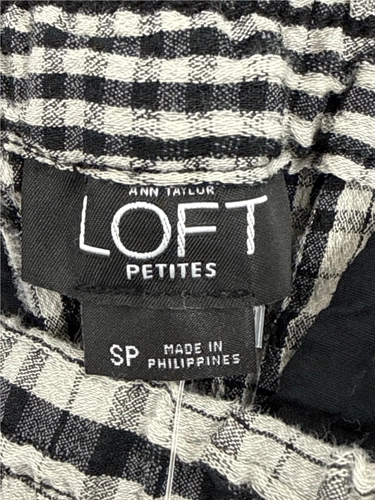 ANN TAYLOR
LOFT
PETITES
SP
MADE IN
PHILIPPINES